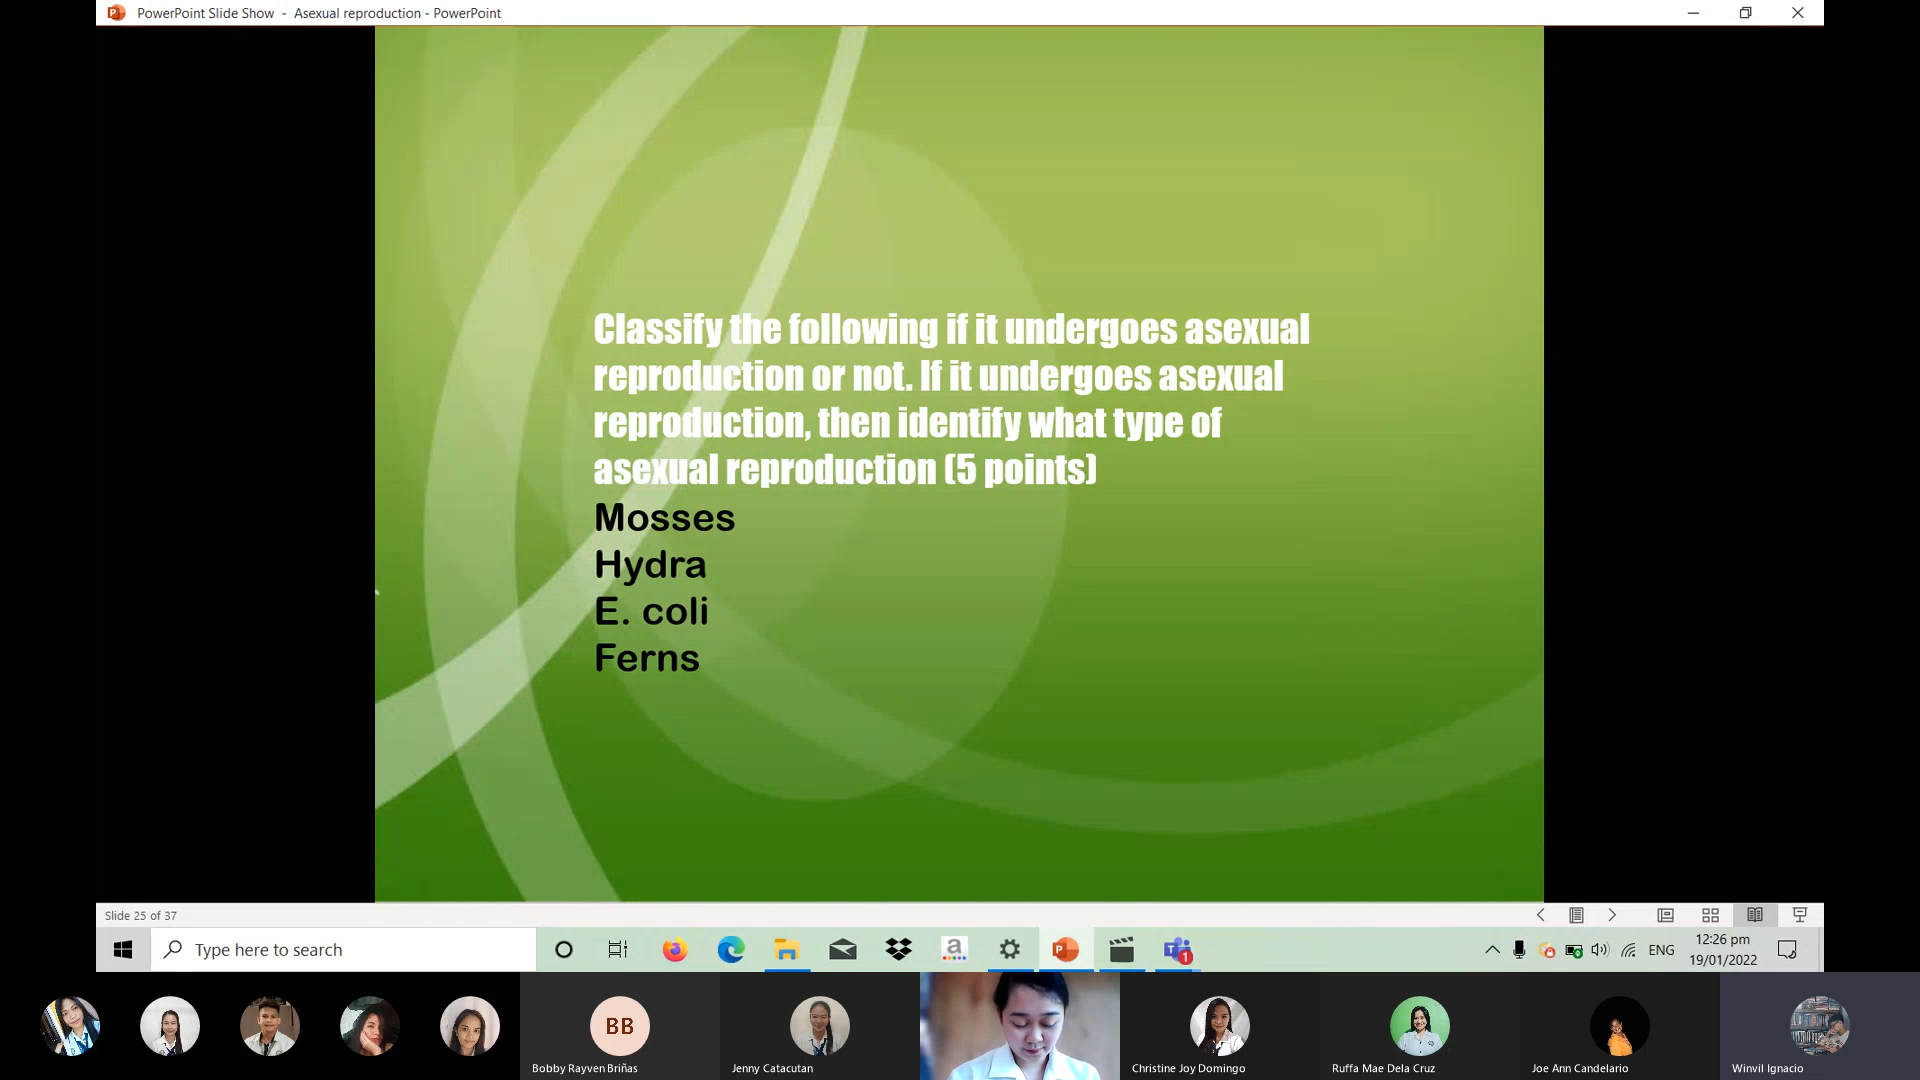 PowerPoint Slide Show - Asexual reproduction - PowerPoint
Classify the following if it undergoes asexual
reproduction or not. If it undergoes asexual
reproduction, then identify what type of
asexual reproduction (5 points)
Mosses
Hydra
E. coli
Ferns
Slide 25 of 37
Type here to search
a
P
T
1
ENG
12:26 pm
19/01/2022
BB
Bobby Rayven Briñas
Jenny Catacutan
Christine Joy Domingo
Ruffa Mae Dela Cruz
Joe Ann Candelario
Winvil Ignacio